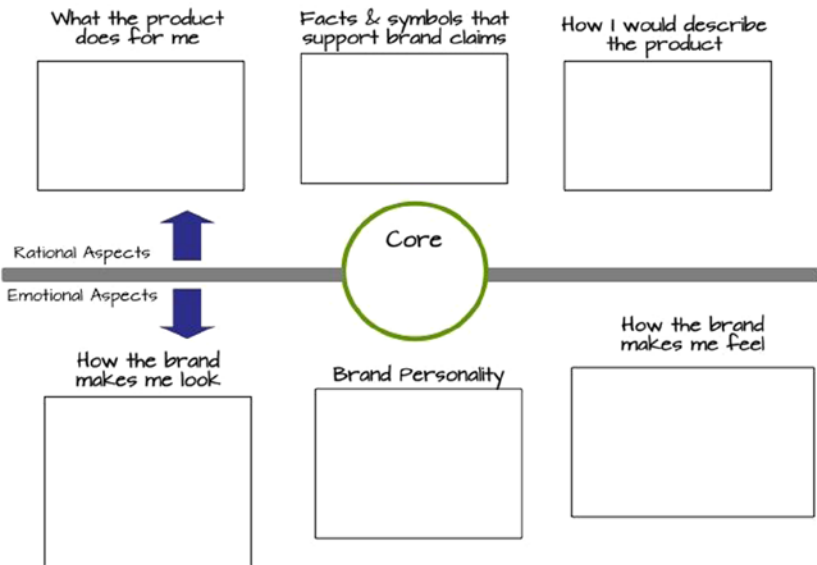 What the product
does for me
Facts & symbols that
support brand claims
How I would describe
the product
Core
Rational Aspects
Emotional Aspects
How the brand
makes me look
Brand Personality
How the brand
makes me feel